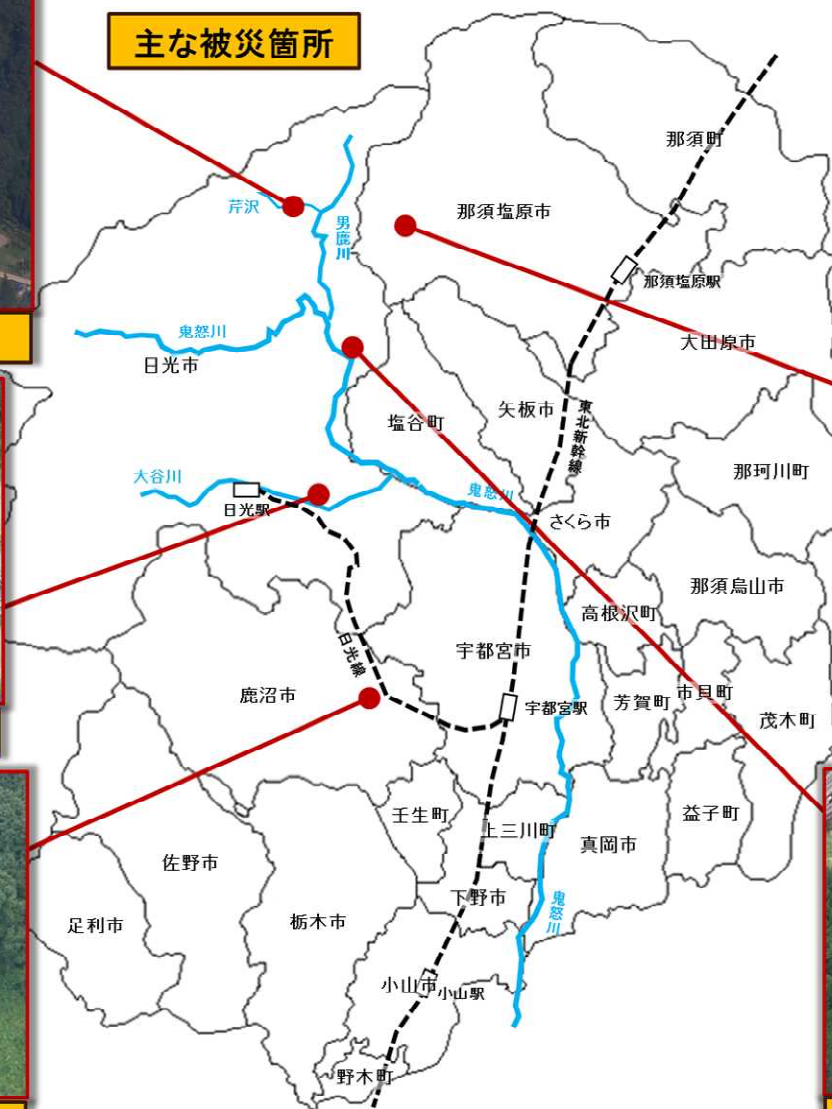 主な被災箇所
那須町
芹沢
男鹿川
那須塩原市
那須塩原駅
鬼怒川
日光市
大田原市
塩谷町
矢板市
東北新幹線
那珂川町
大谷川
日光駅
鬼怒川
さくら市
那須烏山市
高根沢町
日光線
宇都宮市
鹿沼市
宇都宮駅
芳賀町
市貝町
茂木町
壬生町
上三川町
真岡市
益子町
佐野市
下野市
鬼怒川
足利市
栃木市
小山市
小山駅
野木町